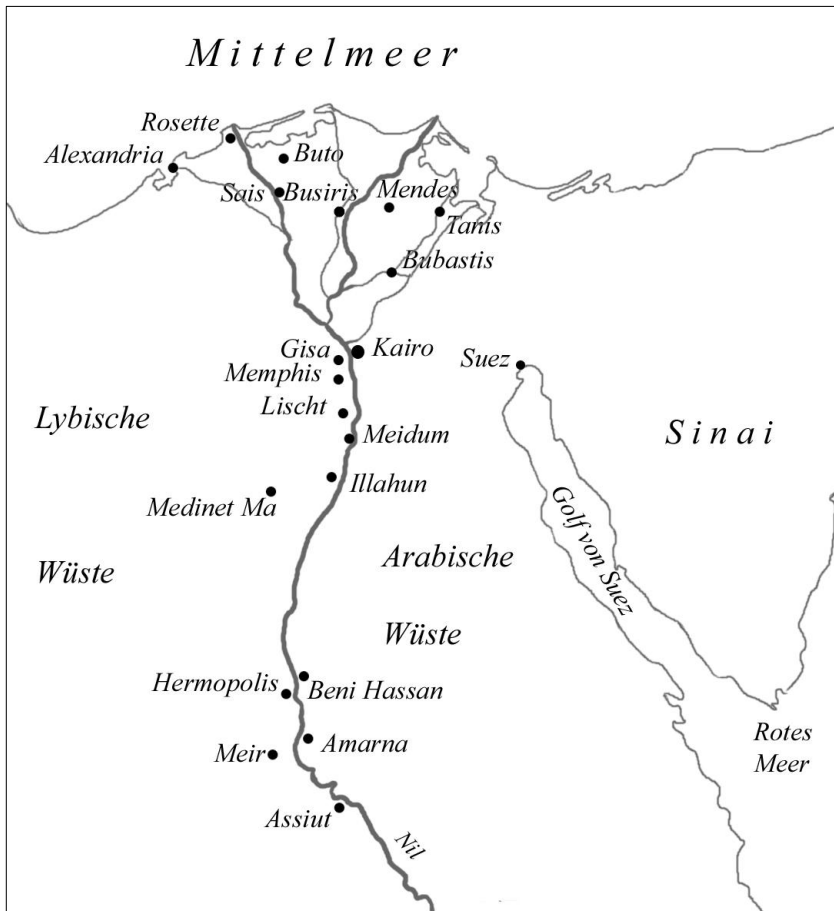 Mittelmeer
Rosette
Alexandria
Buto
Sais
Busiris
Mendes
Tanis
Bubastis
Gisa
Kairo
Memphis
Suez
Lischt
Lybische
Sinai
Meidum
Illahun
Medinet Ma
Golf von Suez
Arabische
Wüste
Wüste
Hermopolis
Beni Hassan
Rotes
Meer
Amarna
Meir
Assiut
Nil